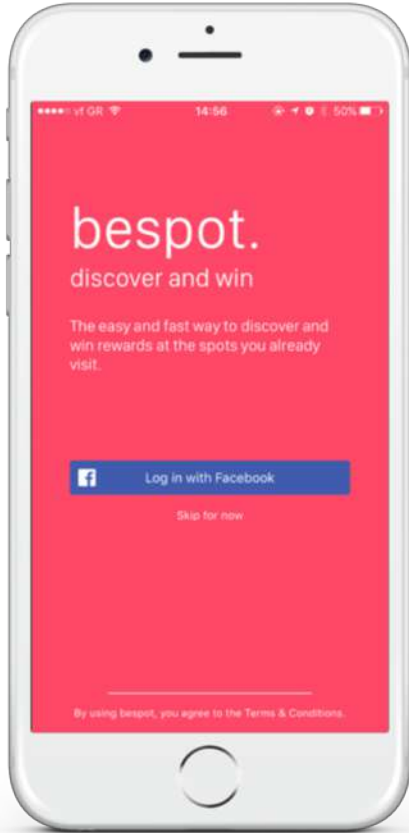 vf GR 14:56 50%
bespot.
discover and win
The easy and fast way to discover and
win rewards at the spots you already
visit.
f Log in with Facebook
Skip for now
By using bespot, you agree to the Terms & Conditions.